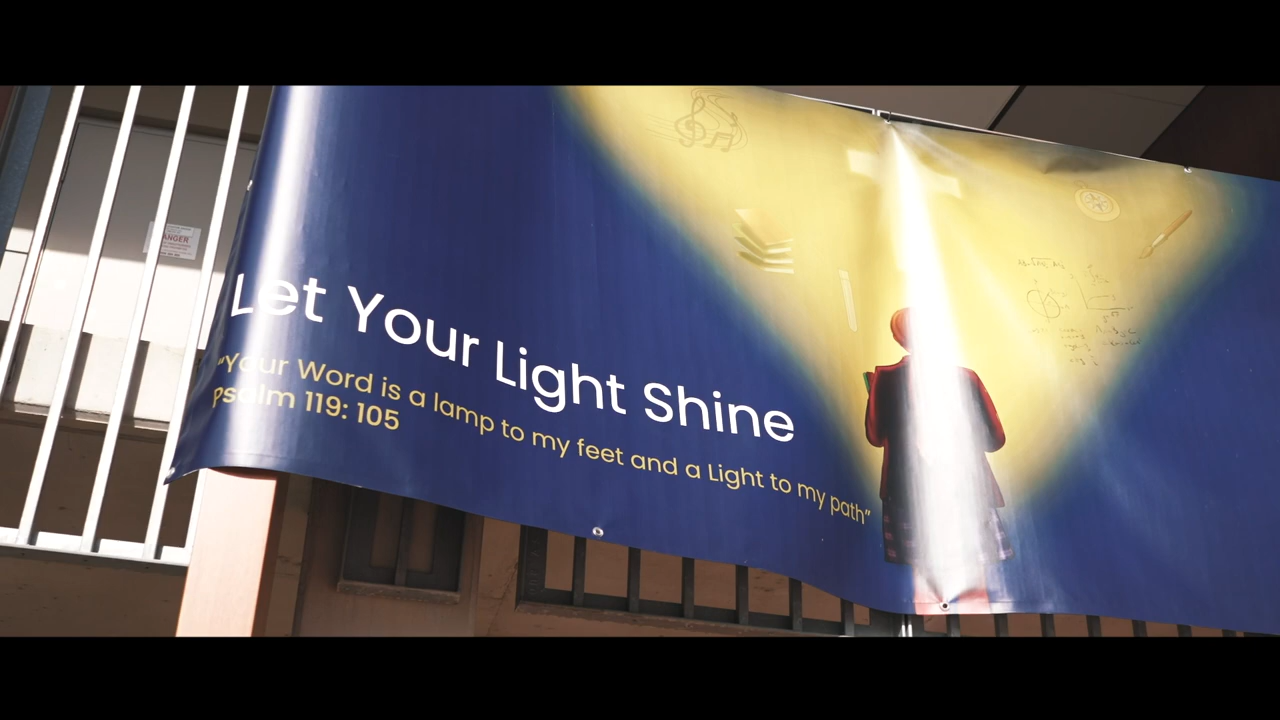 ANGER
Let Your Light Shine
“Your Word is a lamp to my feet and a Light to my path”
Psalm 119: 105